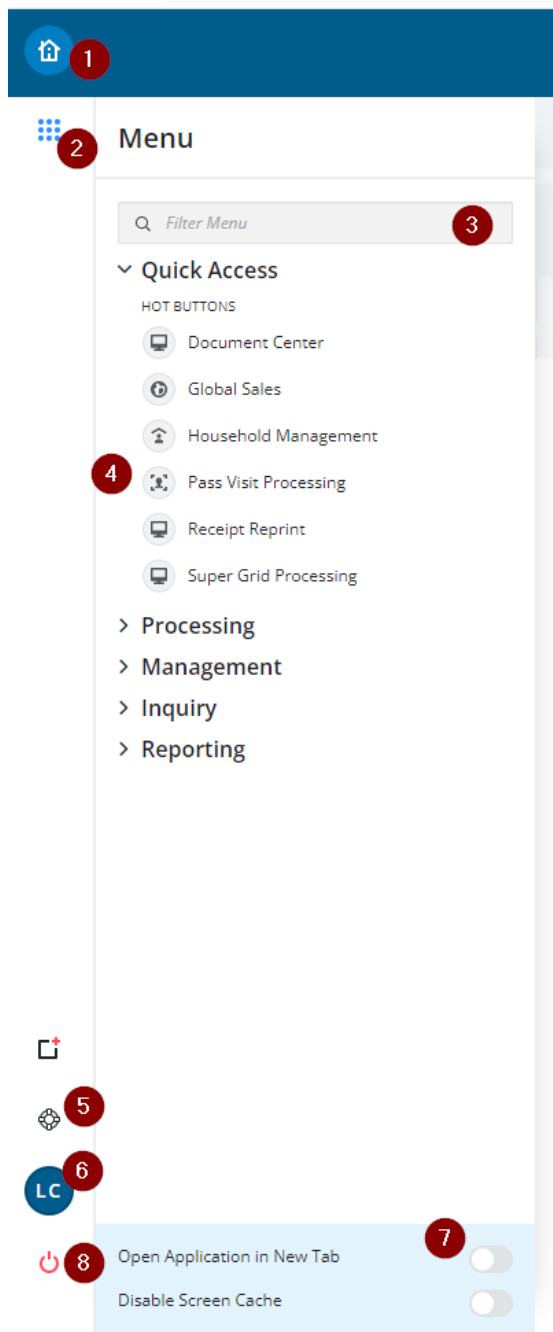 1
2
Menu
Filter Menu
3
Quick Access
HOT BUTTONS
Document Center
Global Sales
Household Management
4
Pass Visit Processing
Receipt Reprint
Super Grid Processing
Processing
Management
Inquiry
Reporting
5
6
LC
7
8
Open Application in New Tab
Disable Screen Cache